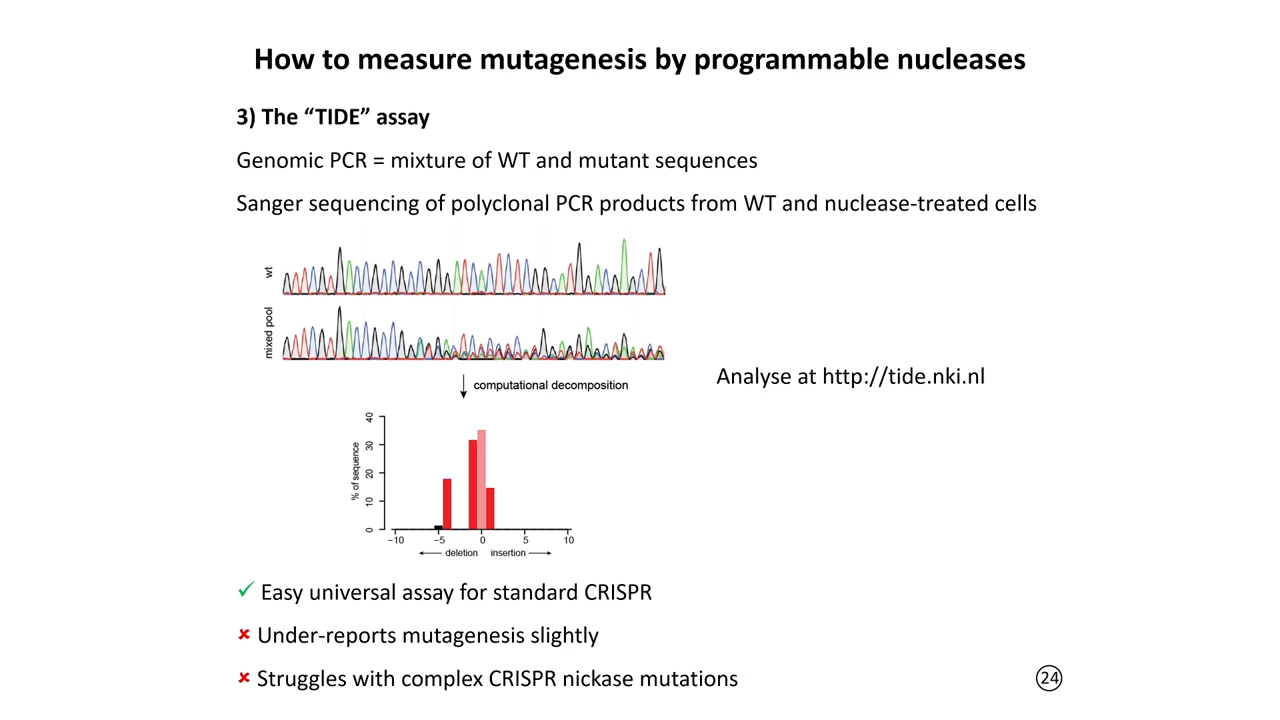 How to measure mutagenesis by programmable nucleases
3) The “TIDE” assay
Genomic PCR = mixture of WT and mutant sequences
Sanger sequencing of polyclonal PCR products from WT and nuclease-treated cells
wt
mixed pool
computational decomposition
Analyse at http://tide.nki.nl
% of sequence
40
30
20
10
0
−10 −5 0 5 10
deletion insertion
✓ Easy universal assay for standard CRISPR
✘ Under-reports mutagenesis slightly
✘ Struggles with complex CRISPR nickase mutations
24